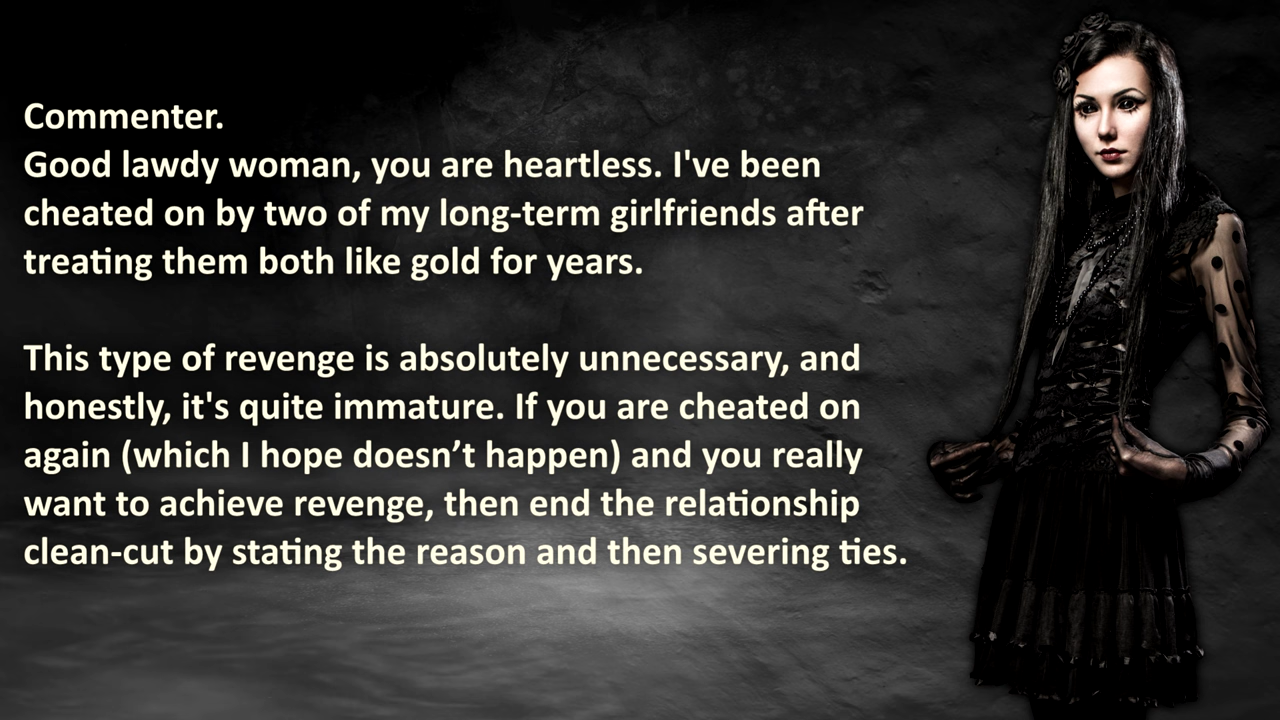 Commenter.
Good lawdy woman, you are heartless. I've been
cheated on by two of my long-term girlfriends after
treating them both like gold for years.
This type of revenge is absolutely unnecessary, and
honestly, it's quite immature. If you are cheated on
again (which I hope doesn’t happen) and you really
want to achieve revenge, then end the relationship
clean-cut by stating the reason and then severing ties.